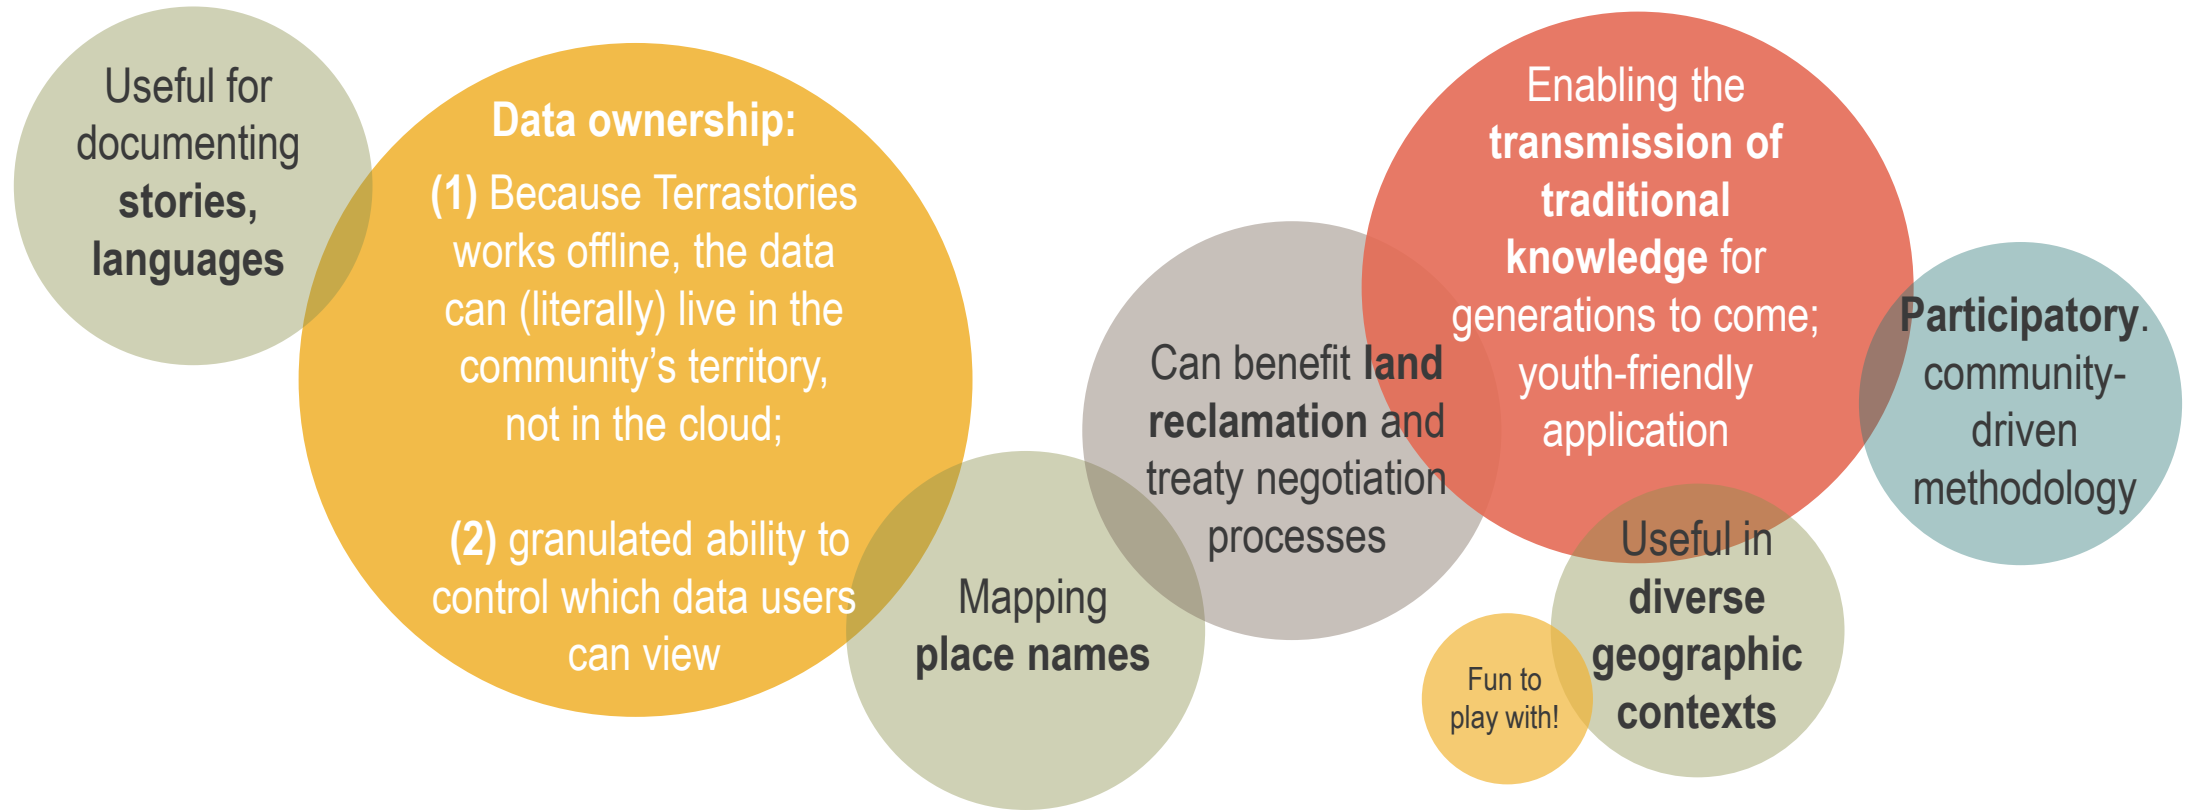 Useful for
documenting
stories,
languages
Data ownership:
(1) Because Terrastories
works offline, the data
can (literally) live in the
community’s territory,
not in the cloud;
(2) granulated ability to
control which data users
can view
Mapping
place names
Can benefit land
reclamation and
treaty negotiation
processes
Enabling the
transmission of
traditional
knowledge for
generations to come;
youth-friendly
application
Participatory.
community-
driven
methodology
Useful in
diverse
geographic
contexts
Fun to
play with!